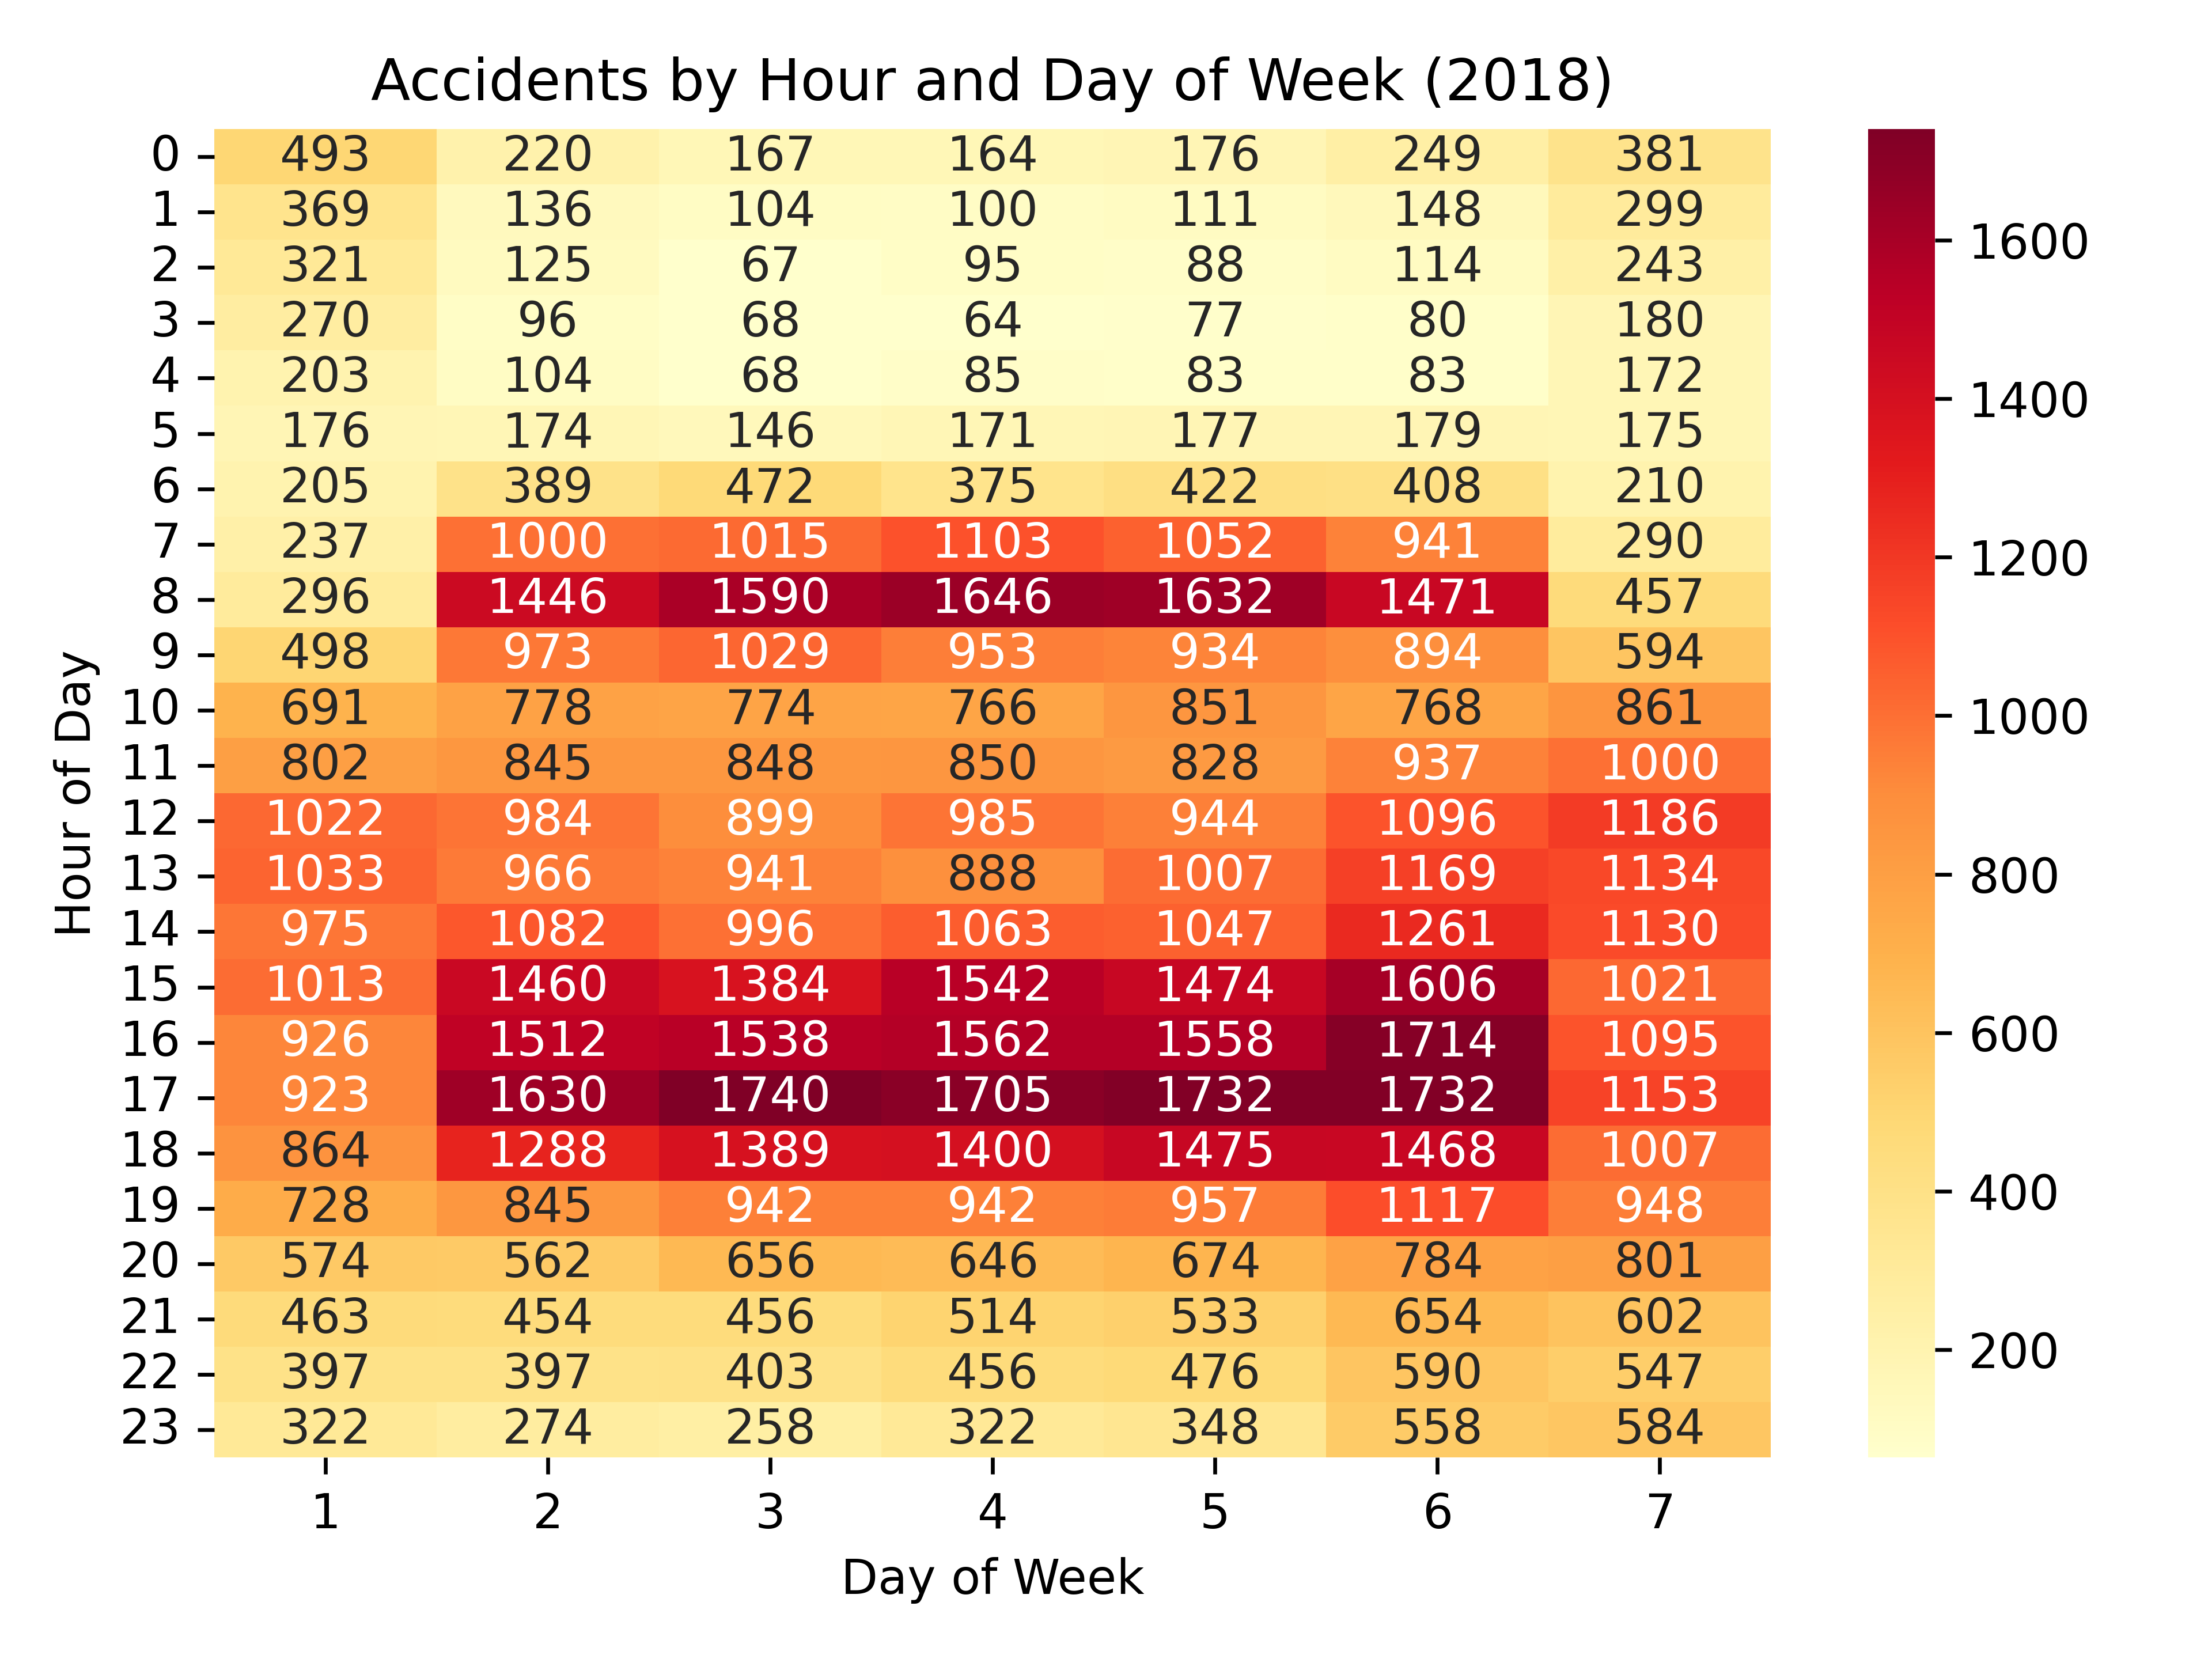 Accidents by Hour and Day of Week (2018)
Hour of Day
0 493 220 167 164 176 249 381
1 369 136 104 100 111 148 299
2 321 125 67 95 88 114 243
3 270 96 68 64 77 80 180
4 203 104 68 85 83 83 172
5 176 174 146 171 177 179 175
6 205 389 472 375 422 408 210
7 237 1000 1015 1103 1052 941 290
8 296 1446 1590 1646 1632 1471 457
9 498 973 1029 953 934 894 594
10 691 778 774 766 851 768 861
11 802 845 848 850 828 937 1000
12 1022 984 899 985 944 1096 1186
13 1033 966 941 888 1007 1169 1134
14 975 1082 996 1063 1047 1261 1130
15 1013 1460 1384 1542 1474 1606 1021
16 926 1512 1538 1562 1558 1714 1095
17 923 1630 1740 1705 1732 1732 1153
18 864 1288 1389 1400 1475 1468 1007
19 728 845 942 942 957 1117 948
20 574 562 656 646 674 784 801
21 463 454 456 514 533 654 602
22 397 397 403 456 476 590 547
23 322 274 258 322 348 558 584
1 2 3 4 5 6 7
Day of Week
1600
1400
1200
1000
800
600
400
200